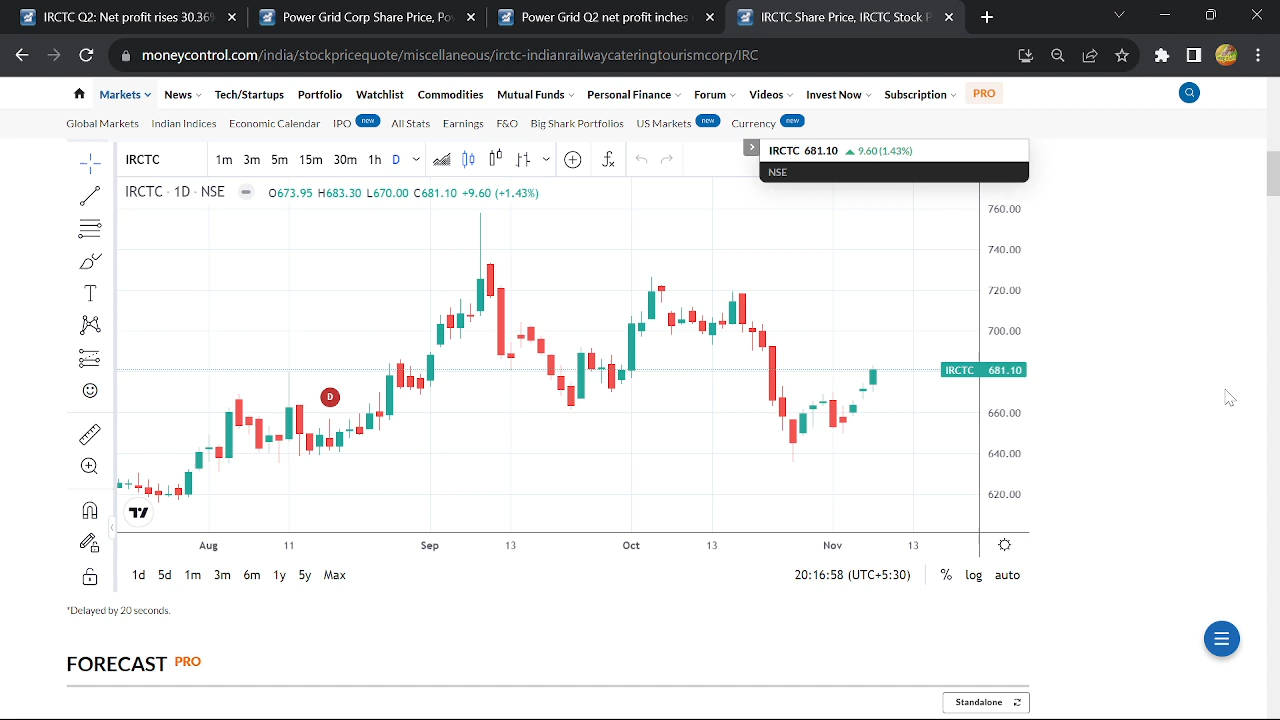 IRCTC Q2: Net profit rises 30.36%
Power Grid Corp Share Price, Po
Power Grid Q2 net profit inches
IRCTC Share Price, IRCTC Stock P
moneycontrol.com/india/stockpricequote/miscellaneous/irctc-indianrailwaycateringtourismcorp/IRC
Markets News Tech/Startups Portfolio Watchlist Commodities Mutual Funds Personal Finance Forum Videos Invest Now Subscription PRO
Global Markets Indian Indices Economic Calendar IPO new All Stats Earnings F&O Big Shark Portfolios US Markets new Currency new
IRCTC 1m 3m 5m 15m 30m 1h D
IRCTC 681.10 9.60 (1.43%)
NSE
IRCTC · 1D · NSE O673.95 H683.30 L670.00 C681.10 +9.60 (+1.43%)
760.00
740.00
720.00
700.00
IRCTC 681.10
D
660.00
640.00
620.00
Aug 11 Sep 13 Oct 13 Nov 13
1d 5d 1m 3m 6m 1y 5y Max 20:16:58 (UTC+5:30) % log auto
*Delayed by 20 seconds.
FORECAST PRO
Standalone